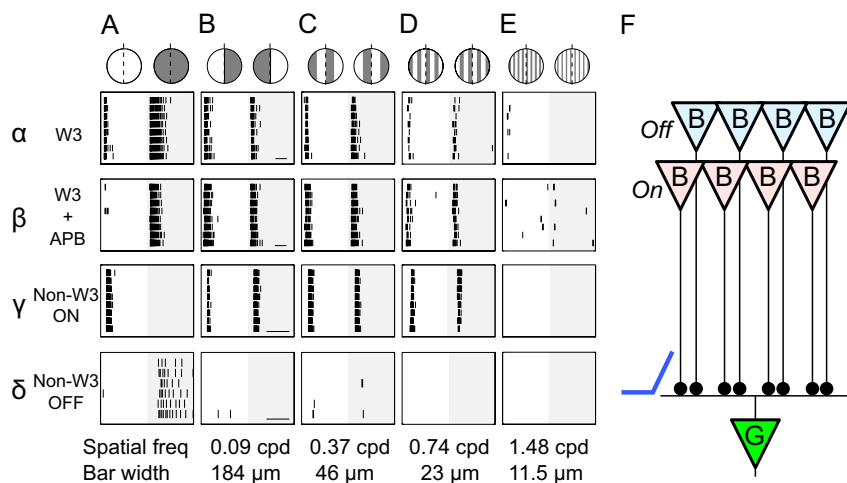 A B C D E F
α W3
β W3
+
APB
γ Non-W3
ON
δ Non-W3
OFF
Spatial freq 0.09 cpd 0.37 cpd 0.74 cpd 1.48 cpd
Bar width 184 µm 46 µm 23 µm 11.5 µm
Off B B B B
On B B B B
G